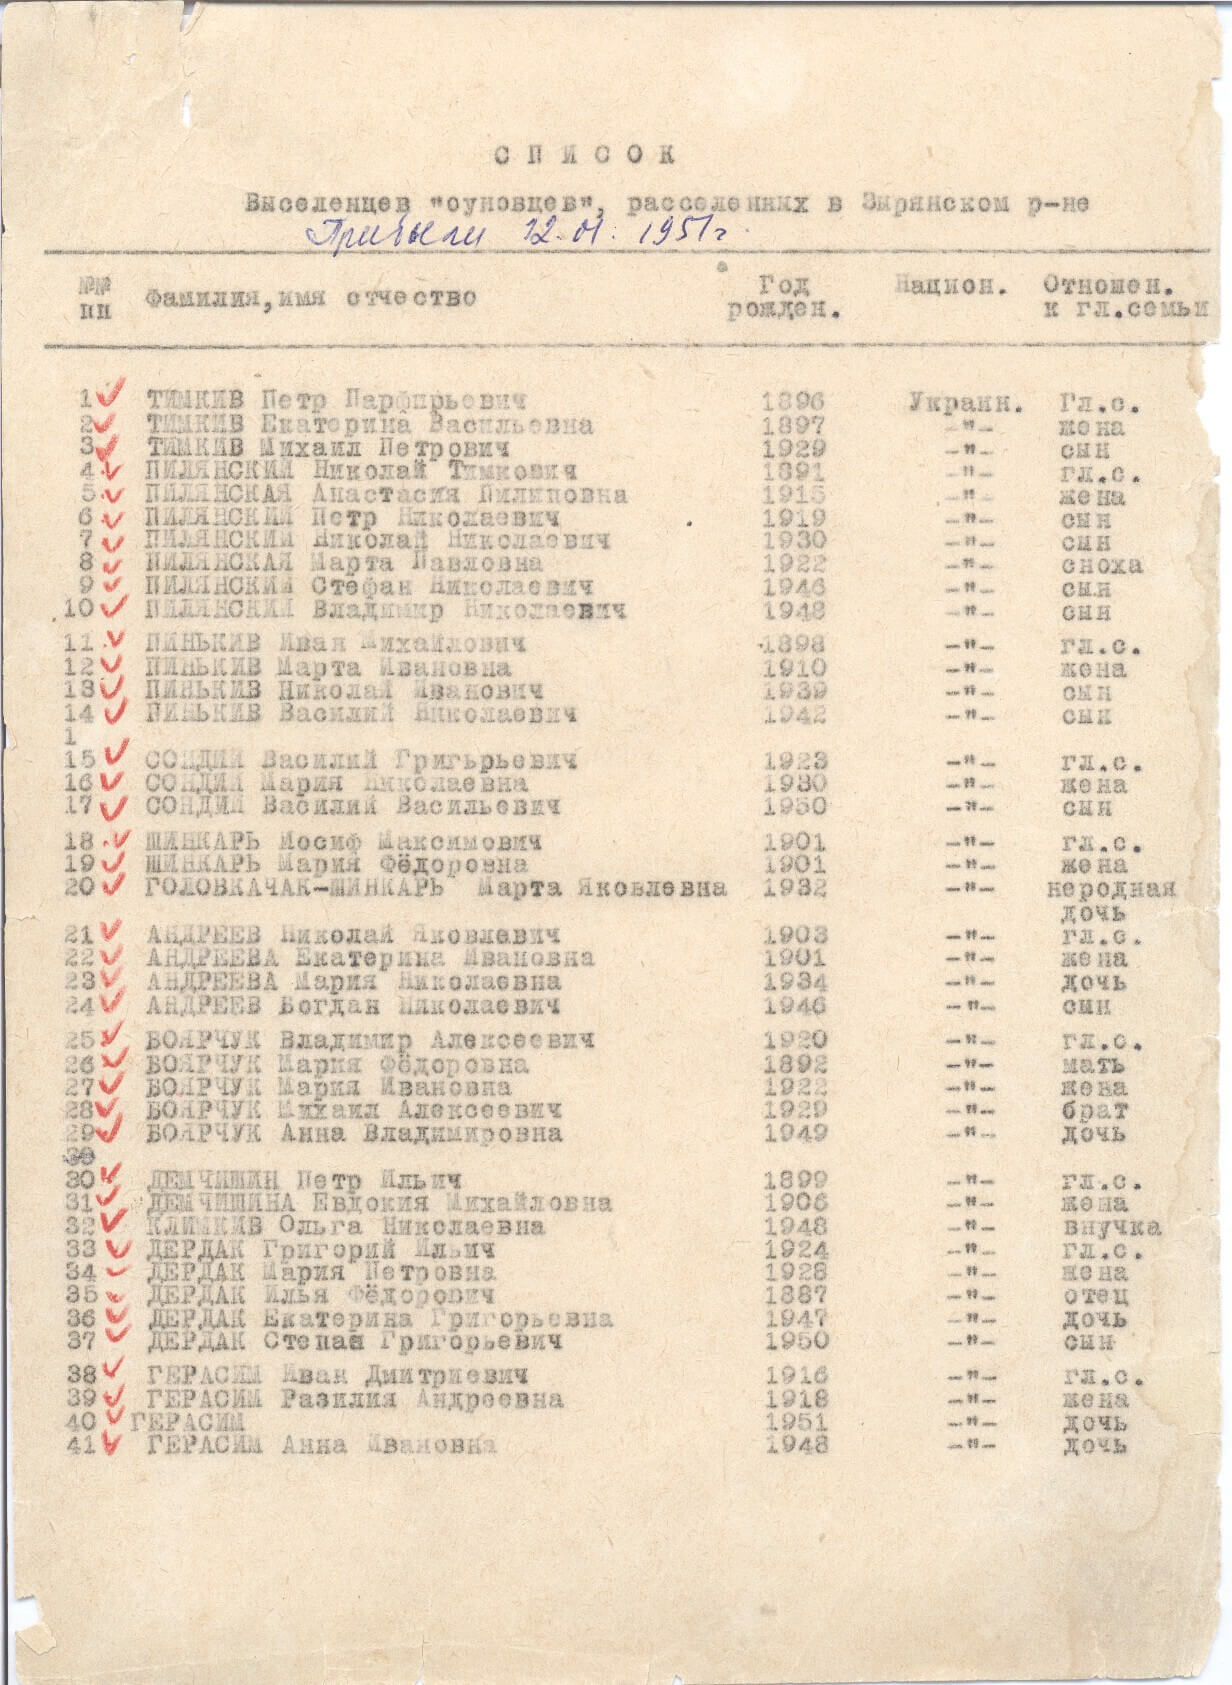 СПИСОК
Выселенцев "оуновцев", расселенных в Зырянском р-не
Прибыли 12.01.1951г.
№№ пп Фамилия, имя отчество Год рожден. Национ. Отношен. к гл.семьи
1 ТИМКИВ Петр Парфирьевич 1896 Украин. Гл.с.
2 ТИМКИВ Екатерина Васильевна 1897 -"- жена
3 ТИМКИВ Михаил Петрович 1929 -"- сын
4 ПИЛЯНСКИЙ Николай Тимкович 1891 -"- гл.с.
5 ПИЛЯНСКАЯ Анастасия Пилиповна 1915 -"- жена
6 ПИЛЯНСКИЙ Петр Николаевич 1919 -"- сын
7 ПИЛЯНСКИЙ Николай Николаевич 1930 -"- сын
8 ПИЛЯНСКАЯ Марта Павловна 1922 -"- сноха
9 ПИЛЯНСКИЙ Стефан Николаевич 1946 -"- сын
10 ПИЛЯНСКИЙ Владимир Николаевич 1948 -"- сын
11 ПИНЬКИВ Иван Михайлович 1898 -"- гл.с.
12 ПИНЬКИВ Марта Ивановна 1910 -"- жена
13 ПИНЬКИВ Николай Иванович 1939 -"- сын
14 ПИНЬКИВ Василий Николаевич 1942 -"- сын
1
15 СОНДИЙ Василий Григьрьевич 1923 -"- гл.с.
16 СОНДИЙ Мария Николаевна 1930 -"- жена
17 СОНДИЙ Василий Васильевич 1950 -"- сын
18 ШИНКАРЬ Иосиф Максимович 1901 -"- гл.с.
19 ШИНКАРЬ Мария Фёдоровна 1901 -"- жена
20 ГОЛОВКАЧАК-ШИНКАРЬ Марта Яковлевна 1932 -"- неродная
дочь
21 АНДРЕЕВ Николай Яковлевич 1903 -"- гл.с.
22 АНДРЕЕВА Екатерина Ивановна 1901 -"- жена
23 АНДРЕЕВА Мария Николаевна 1934 -"- дочь
24 АНДРЕЕВ Богдан Николаевич 1946 -"- сын
25 БОЯРЧУК Владимир Алексеевич 1920 -"- гл.с.
26 БОЯРЧУК Мария Фёдоровна 1892 -"- мать
27 БОЯРЧУК Мария Ивановна 1922 -"- жена
28 БОЯРЧУК Михаил Алексеевич 1929 -"- брат
29 БОЯРЧУК Анна Владимировна 1949 -"- дочь
30 ДЕМЧИШИН Петр Ильич 1899 -"- гл.с.
31 ДЕМЧИШИНА Евдокия Михайловна 1906 -"- жена
32 КЛИМКИВ Ольга Николаевна 1948 -"- внучка
33 ДЕРДАК Григорий Ильич 1924 -"- гл.с.
34 ДЕРДАК Мария Петровна 1928 -"- жена
35 ДЕРДАК Илья Фёдорович 1887 -"- отец
36 ДЕРДАК Екатерина Григорьевна 1947 -"- дочь
37 ДЕРДАК Степан Григорьевич 1950 -"- сын
38 ГЕРАСИМ Иван Дмитриевич 1916 -"- гл.с.
39 ГЕРАСИМ Разилия Андреевна 1918 -"- жена
40 ГЕРАСИМ 1951 -"- дочь
41 ГЕРАСИМ Анна Ивановна 1948 -"- дочь